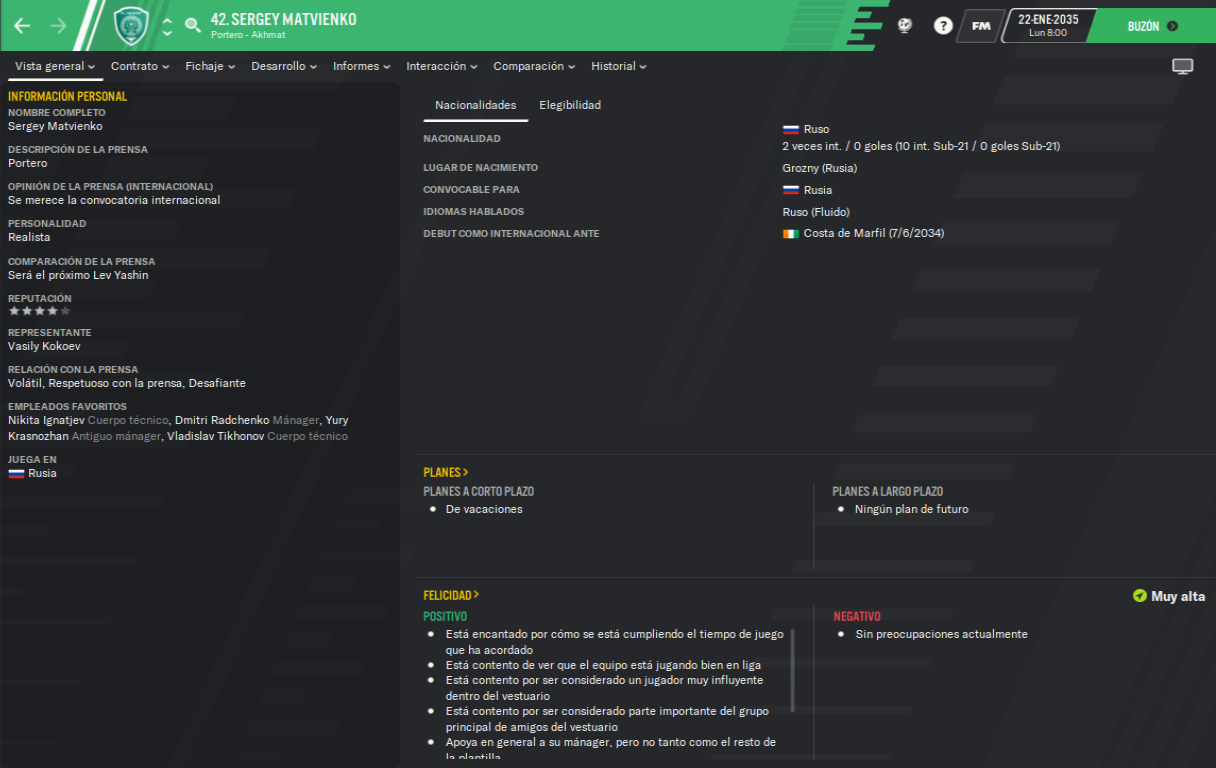 42. SERGEY MATVIENKO
Portero - Akhmat
?
FM
22-ENE-2035
Lun 8:00
BUZÓN
Vista general
Contrato
Fichaje
Desarrollo
Informes
Interacción
Comparación
Historial
INFORMACIÓN PERSONAL
NOMBRE COMPLETO
Sergey Matvienko
DESCRIPCIÓN DE LA PRENSA
Portero
OPINIÓN DE LA PRENSA (INTERNACIONAL)
Se merece la convocatoria internacional
PERSONALIDAD
Realista
COMPARACIÓN DE LA PRENSA
Será el próximo Lev Yashin
REPUTACIÓN
REPRESENTANTE
Vasily Kokoev
RELACIÓN CON LA PRENSA
Volátil, Respetuoso con la prensa, Desafiante
EMPLEADOS FAVORITOS
Nikita Ignatjev Cuerpo técnico, Dmitri Radchenko Mánager, Yury
Krasnozhan Antiguo mánager, Vladislav Tikhonov Cuerpo técnico
JUEGA EN
Rusia
Nacionalidades
Elegibilidad
NACIONALIDAD
Ruso
2 veces int. / 0 goles (10 int. Sub-21 / 0 goles Sub-21)
LUGAR DE NACIMIENTO
Grozny (Rusia)
CONVOCABLE PARA
Rusia
IDIOMAS HABLADOS
Ruso (Fluido)
DEBUT COMO INTERNACIONAL ANTE
Costa de Marfil (7/6/2034)
PLANES >
PLANES A CORTO PLAZO
De vacaciones
PLANES A LARGO PLAZO
Ningún plan de futuro
FELICIDAD >
Muy alta
POSITIVO
Está encantado por cómo se está cumpliendo el tiempo de juego
que ha acordado
Está contento de ver que el equipo está jugando bien en liga
Está contento por ser considerado un jugador muy influyente
dentro del vestuario
Está contento por ser considerado parte importante del grupo
principal de amigos del vestuario
Apoya en general a su mánager, pero no tanto como el resto de
la plantilla
NEGATIVO
Sin preocupaciones actualmente